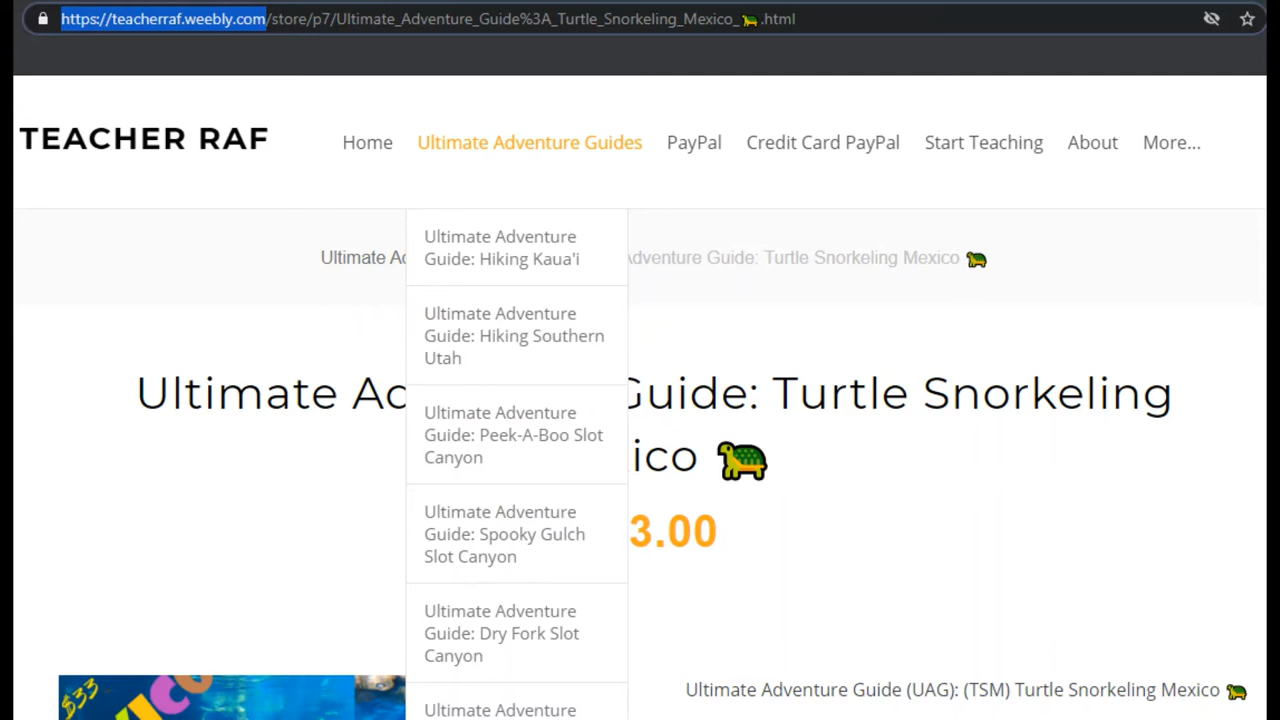 https://teacherraf.weebly.com/store/p7/Ultimate_Adventure_Guide%3A_Turtle_Snorkeling_Mexico_🐢.html
TEACHER RAF
Home Ultimate Adventure Guides PayPal Credit Card PayPal Start Teaching About More...
Ultimate Ad
dventure Guide: Turtle Snorkeling Mexico 🐢
Ultimate Adventure
Guide: Hiking Kaua'i
Ultimate Adventure
Guide: Hiking Southern
Utah
Ultimate Adventure
Guide: Peek-A-Boo Slot
Canyon
Ultimate Adventure
Guide: Spooky Gulch
Slot Canyon
Ultimate Adventure
Guide: Dry Fork Slot
Canyon
Ultimate Adventure
Ultimate Ad
Guide: Turtle Snorkeling
ico 🐢
3.00
$33
Ultimate Adventure Guide (UAG): (TSM) Turtle Snorkeling Mexico 🐢